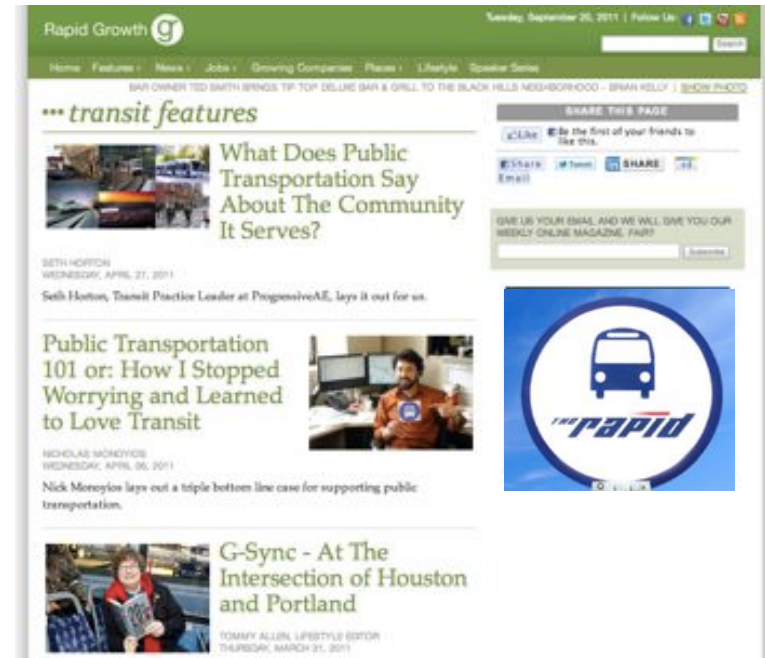 Rapid Growth g
Tuesday, September 20, 2011 | Follow Us:
Search
Home Features News Jobs Growing Companies Places Lifestyle Speaker Series
BAR OWNER TED SMITH BRINGS TIP TOP DELUXE BAR & GRILL TO THE BLACK HILLS NEIGHBORHOOD - BRIAN KELLY | SHOW PHOTO
transit features
What Does Public
Transportation Say
About The Community
It Serves?
SETH HORTON
WEDNESDAY, APRIL 27, 2011
Seth Horton, Transit Practice Leader at ProgressiveAE, lays it out for us.
Public Transportation
101 or: How I Stopped
Worrying and Learned
to Love Transit
NICHOLAS MONOYIOS
WEDNESDAY, APRIL 06, 2011
Nick Monoyios lays out a triple bottom line case for supporting public
transportation.
G-Sync - At The
Intersection of Houston
and Portland
TOMMY ALLEN, LIFESTYLE EDITOR
THURSDAY, MARCH 31, 2011
SHARE THIS PAGE
Like Be the first of your friends to
like this.
Share Tweet in SHARE
Email
GIVE US YOUR EMAIL AND WE WILL GIVE YOU OUR
WEEKLY ONLINE MAGAZINE. FAIR?
Subscribe
THE rapid